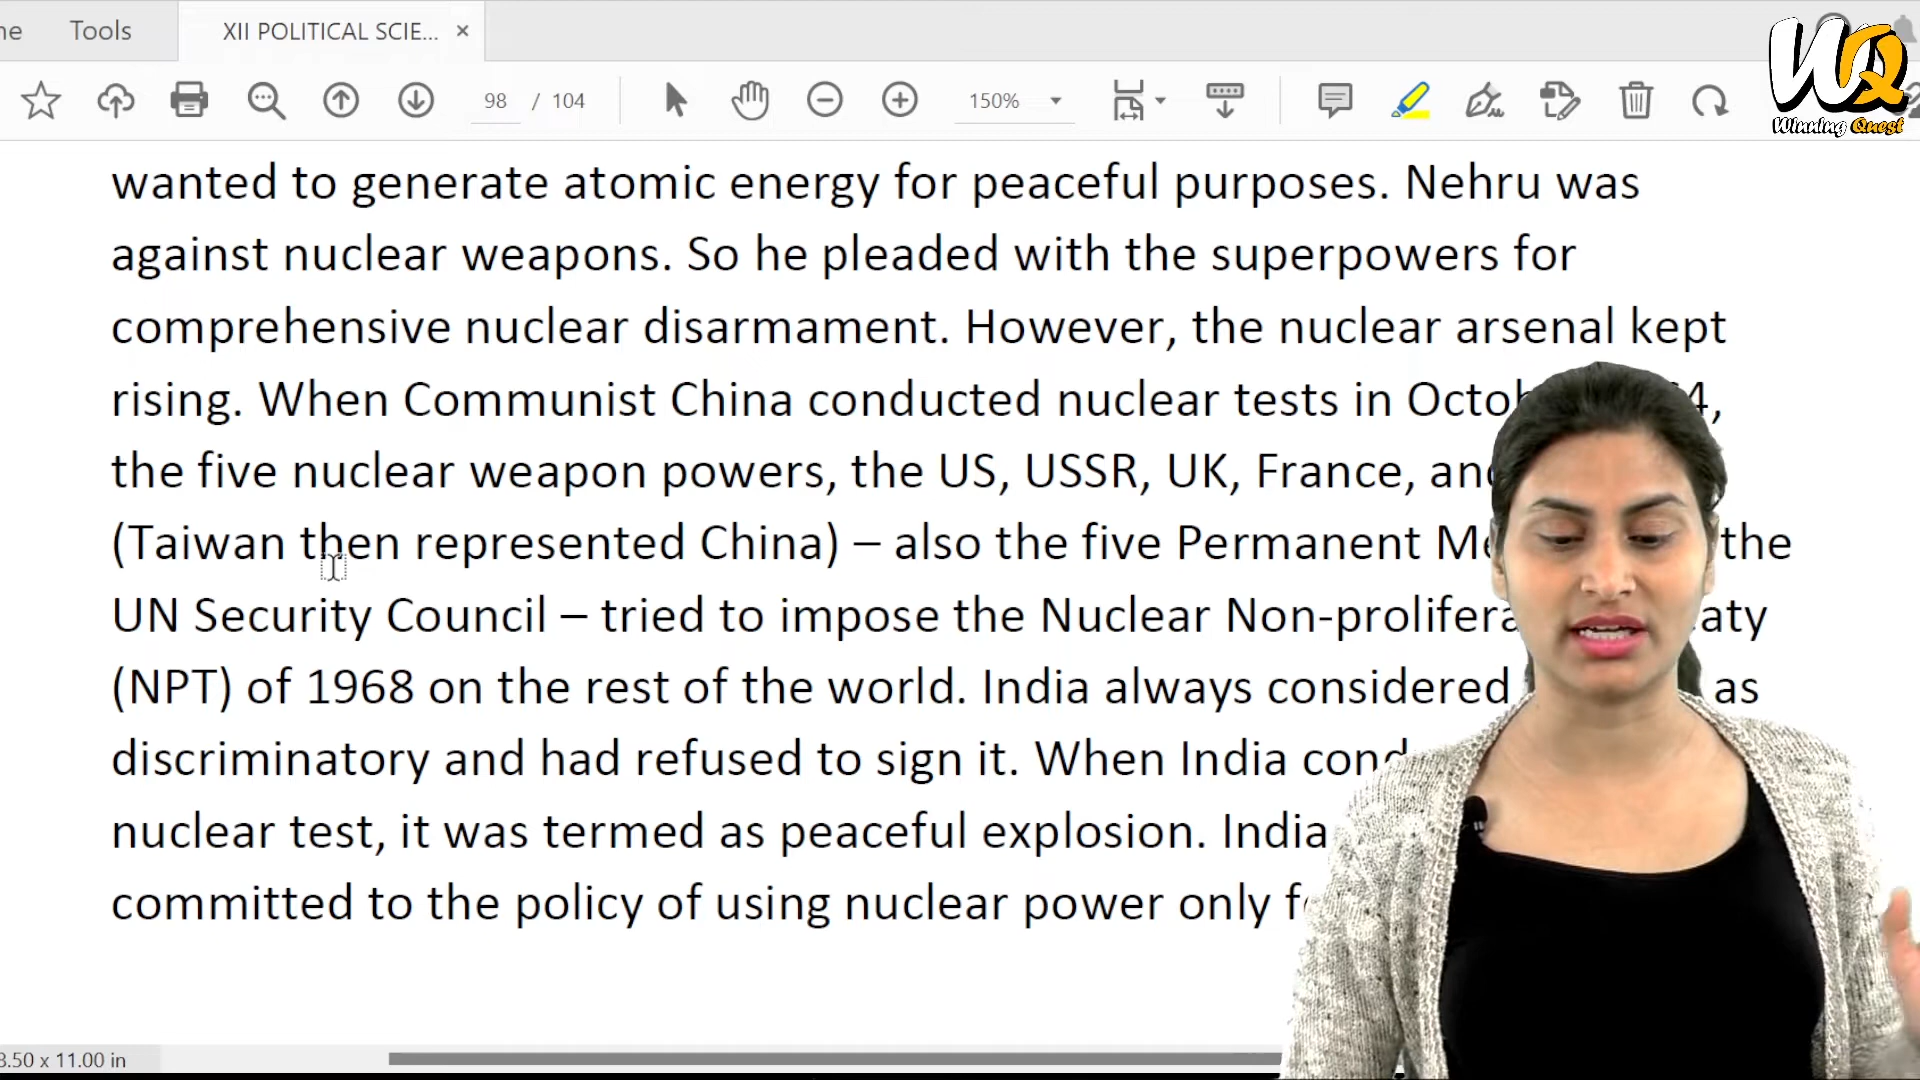 ne Tools XII POLITICAL SCIE... ×
98 / 104 150%
WQ
Winning Quest
wanted to generate atomic energy for peaceful purposes. Nehru was
against nuclear weapons. So he pleaded with the superpowers for
comprehensive nuclear disarmament. However, the nuclear arsenal kept
rising. When Communist China conducted nuclear tests in Octob 4,
the five nuclear weapon powers, the US, USSR, UK, France, and
(Taiwan then represented China) – also the five Permanent Me the
UN Security Council – tried to impose the Nuclear Non-prolifera aty
(NPT) of 1968 on the rest of the world. India always considered as
discriminatory and had refused to sign it. When India cond
nuclear test, it was termed as peaceful explosion. India
committed to the policy of using nuclear power only fo
8.50 x 11.00 in